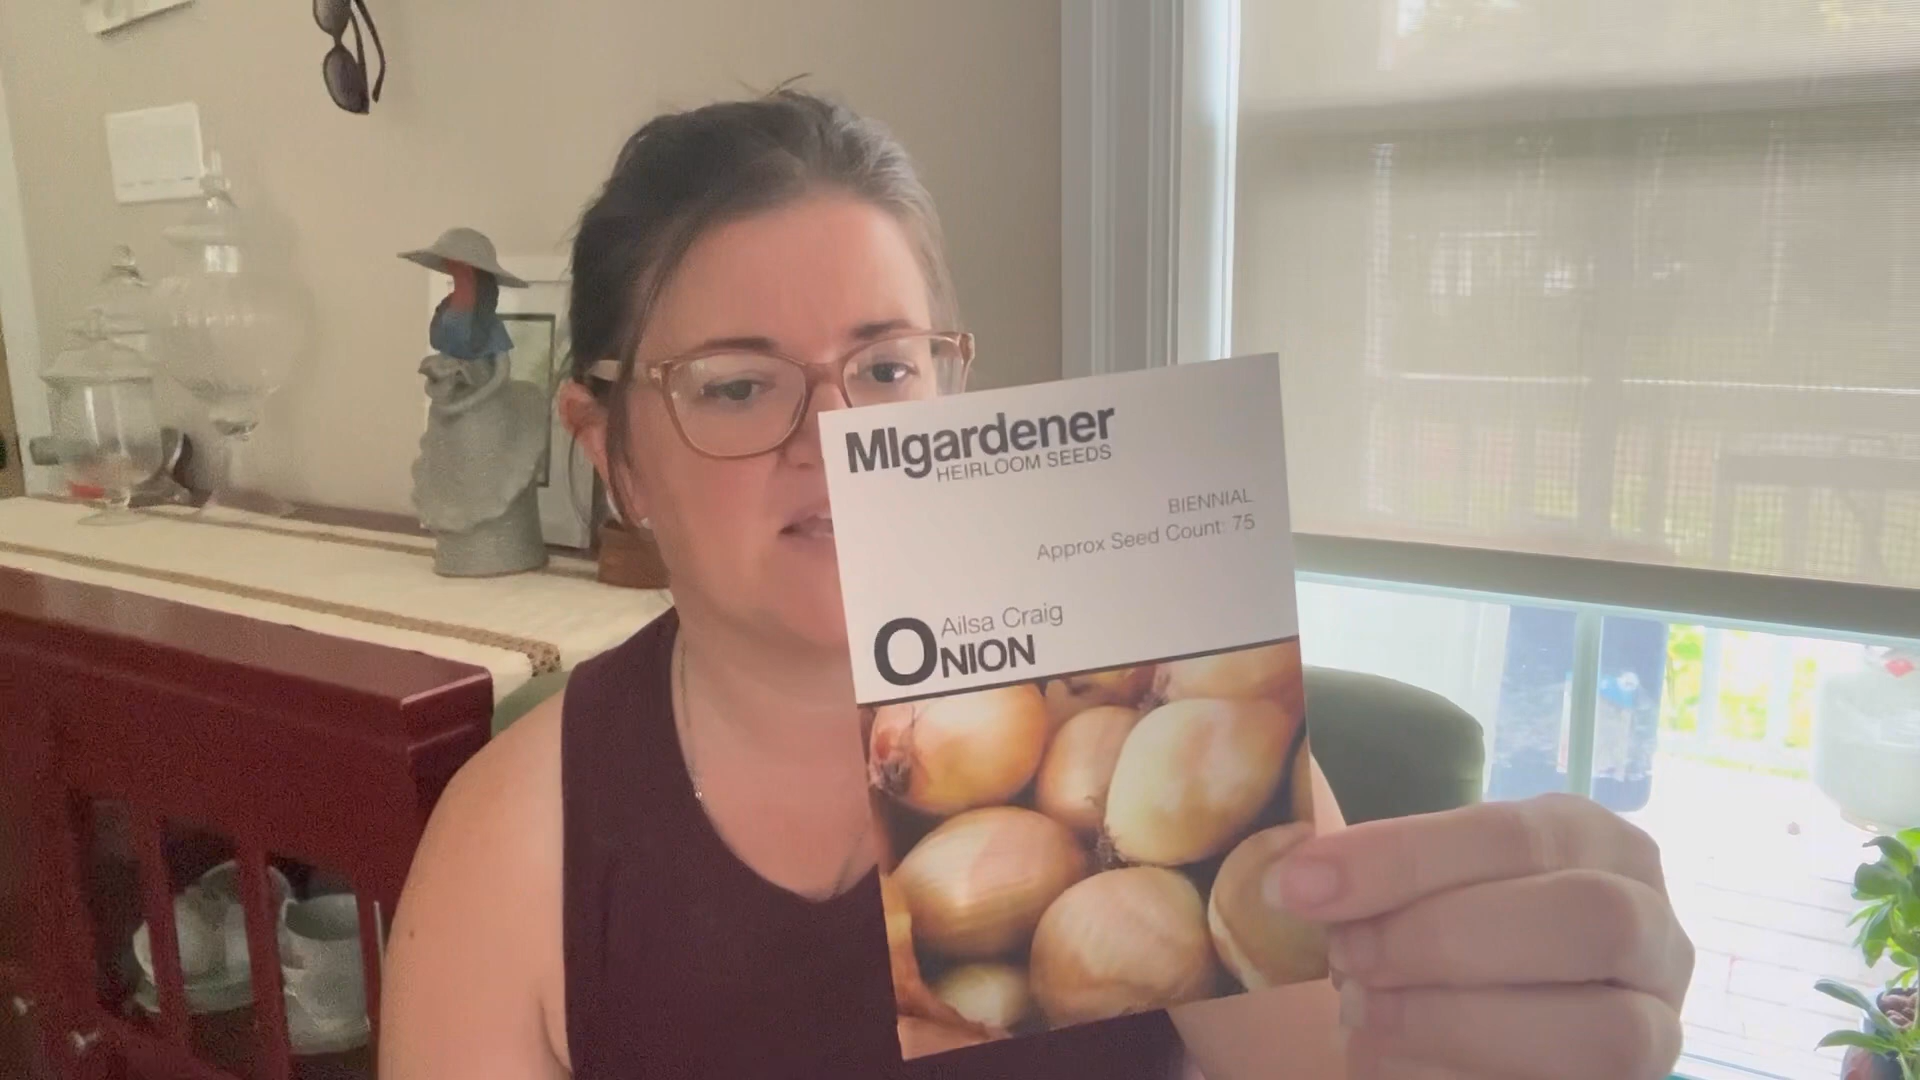 MIgardener
HEIRLOOM SEEDS
BIENNIAL
Approx Seed Count: 75
Ailsa Craig
ONION